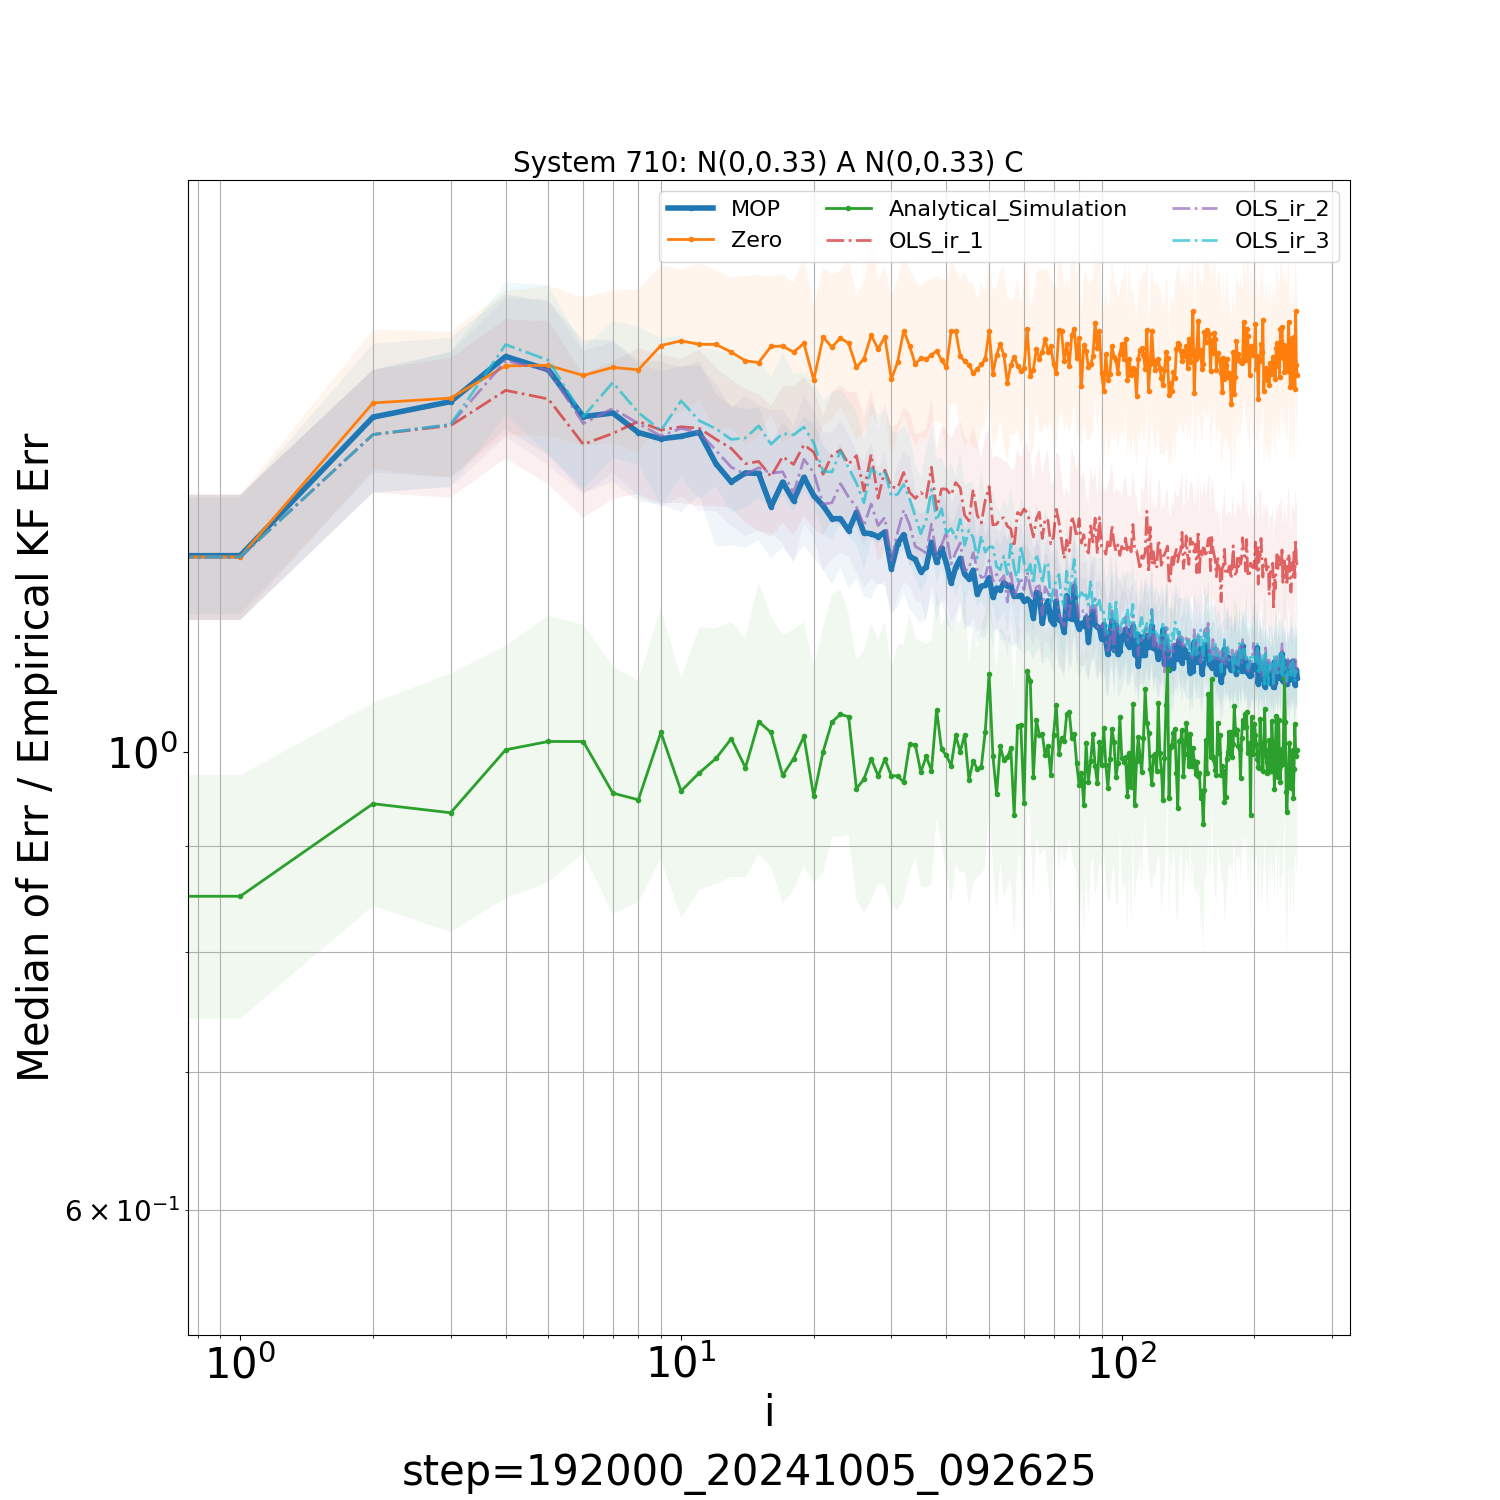 System 710: N(0,0.33) A N(0,0.33) C
MOP
Zero
Analytical_Simulation
OLS_ir_1
OLS_ir_2
OLS_ir_3
Median of Err / Empirical KF Err
10⁰
6 × 10⁻¹
10⁰ 10¹ 10²
i
step=192000_20241005_092625